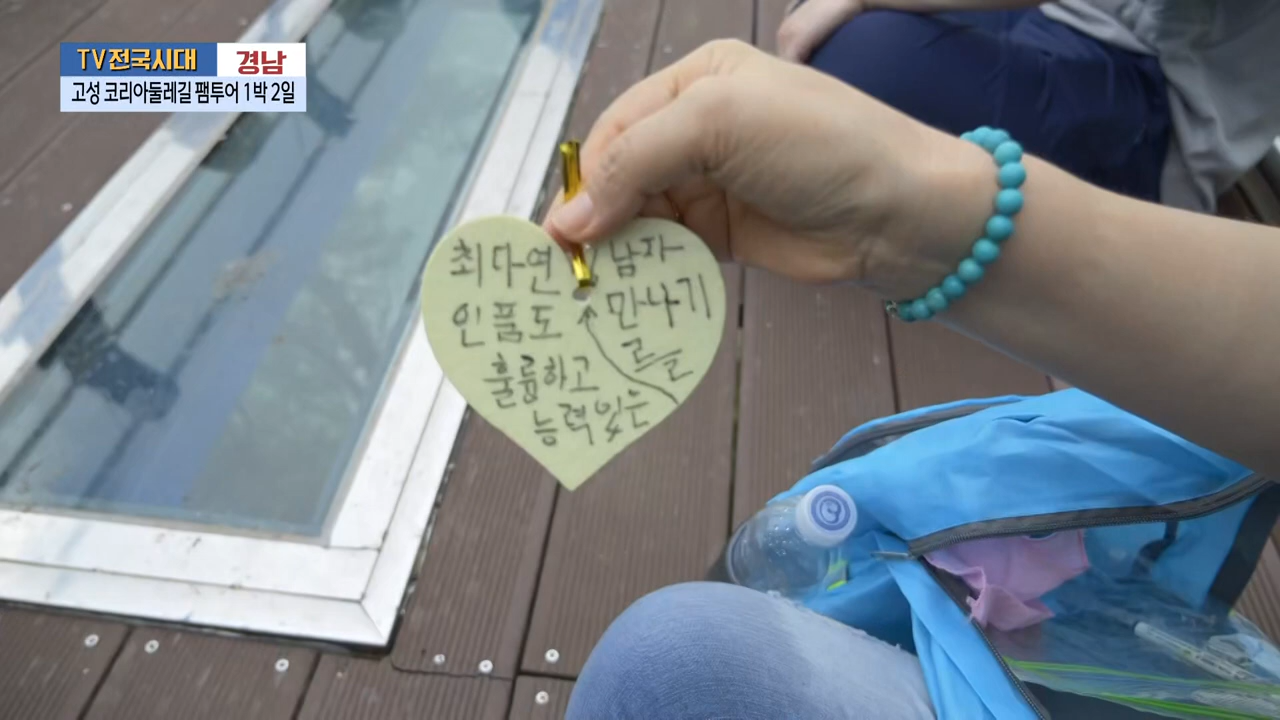 TV전국시대 경남
고성 코리아둘레길 팸투어 1박 2일
최다연 남자
인품도 만나기
훌륭하고 르를
능력있는